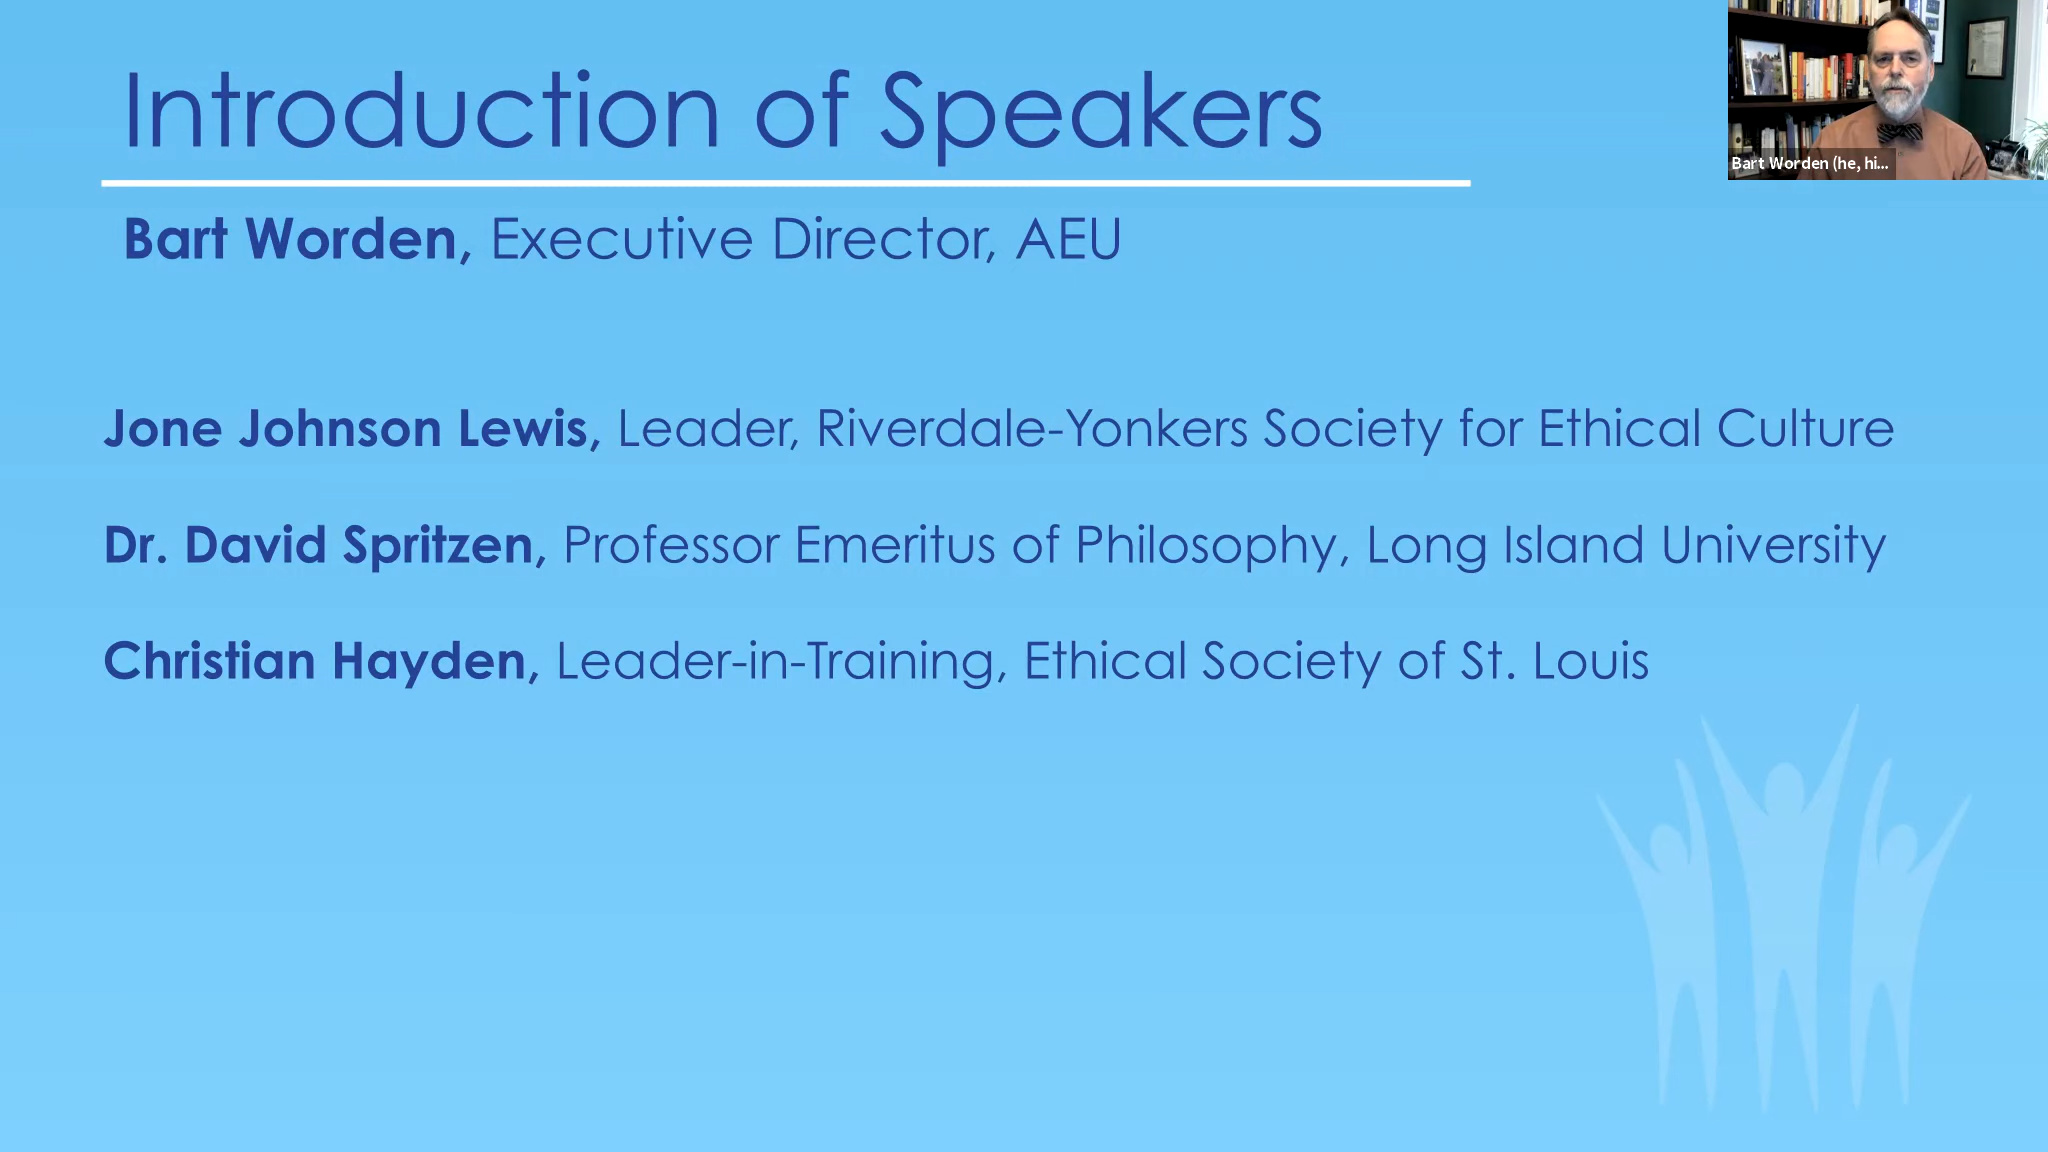 Introduction of Speakers
Bart Worden (he, hi...
Bart Worden, Executive Director, AEU
Jone Johnson Lewis, Leader, Riverdale-Yonkers Society for Ethical Culture
Dr. David Spritzen, Professor Emeritus of Philosophy, Long Island University
Christian Hayden, Leader-in-Training, Ethical Society of St. Louis